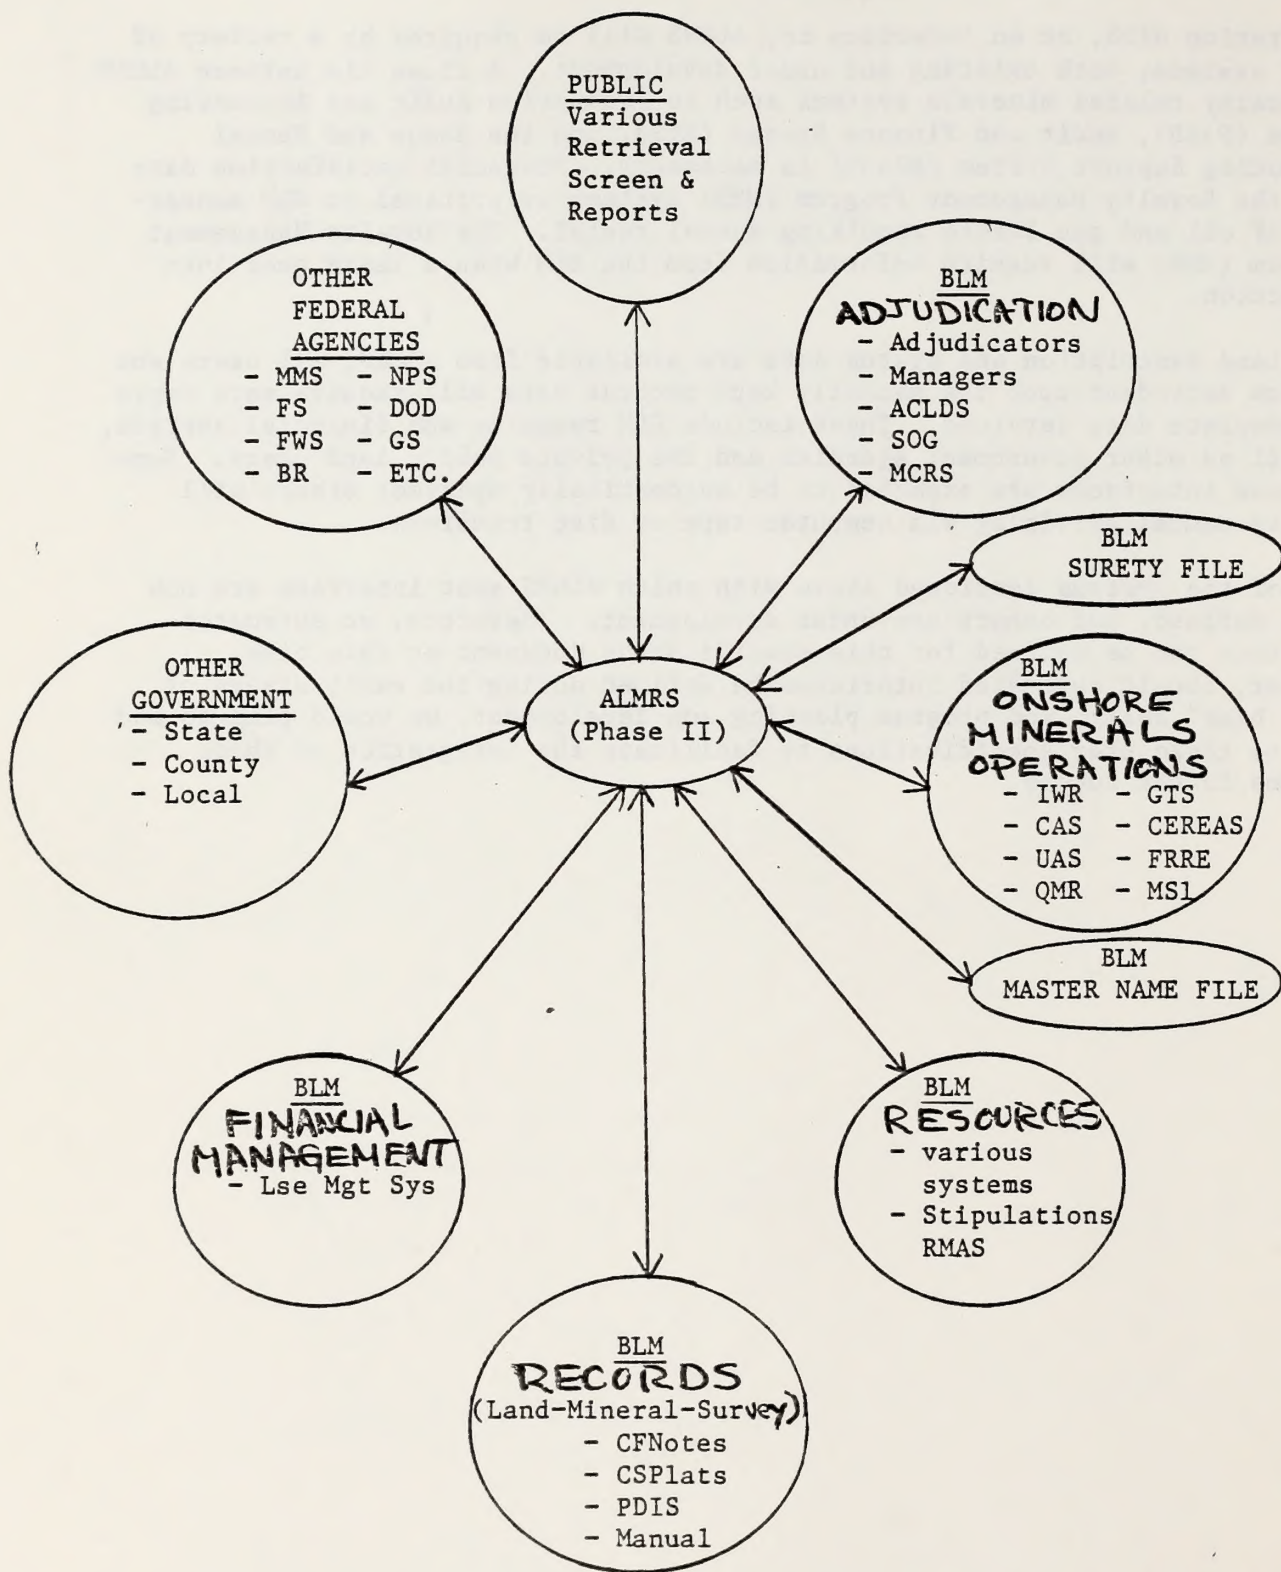 PUBLIC
Various
Retrieval
Screen &
Reports
OTHER
FEDERAL
AGENCIES
- MMS - NPS
- FS - DOD
- FWS - GS
- BR - ETC.
BLM
ADJUDICATION
- Adjudicators
- Managers
- ACLDS
- SOG
- MCRS
BLM
SURETY FILE
OTHER
GOVERNMENT
- State
- County
- Local
ALMRS
(Phase II)
BLM
ONSHORE
MINERALS
OPERATIONS
- IWR - GTS
- CAS - CEREAS
- UAS - FRRE
- QMR - MS1
BLM
MASTER NAME FILE
BLM
FINANCIAL
MANAGEMENT
- Lse Mgt Sys
BLM
RESOURCES
- various
systems
- Stipulations
RMAS
BLM
RECORDS
(Land-Mineral-Survey)
- CFNotes
- CSPlats
- PDIS
- Manual